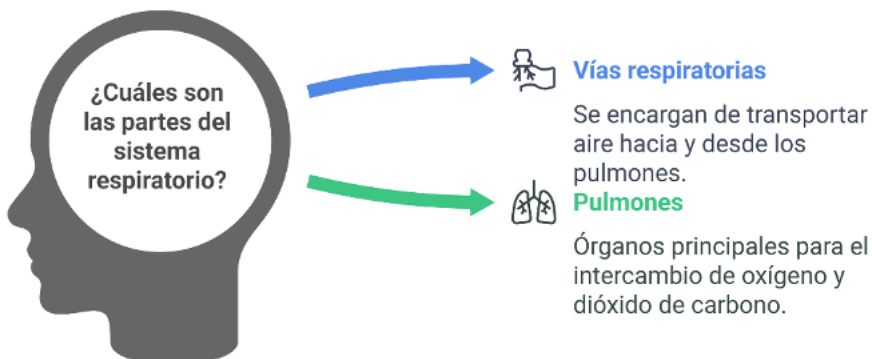 ¿Cuáles son
las partes del
sistema
respiratorio?
Vías respiratorias
Se encargan de transportar
aire hacia y desde los
pulmones.
Pulmones
Órganos principales para el
intercambio de oxígeno y
dióxido de carbono.